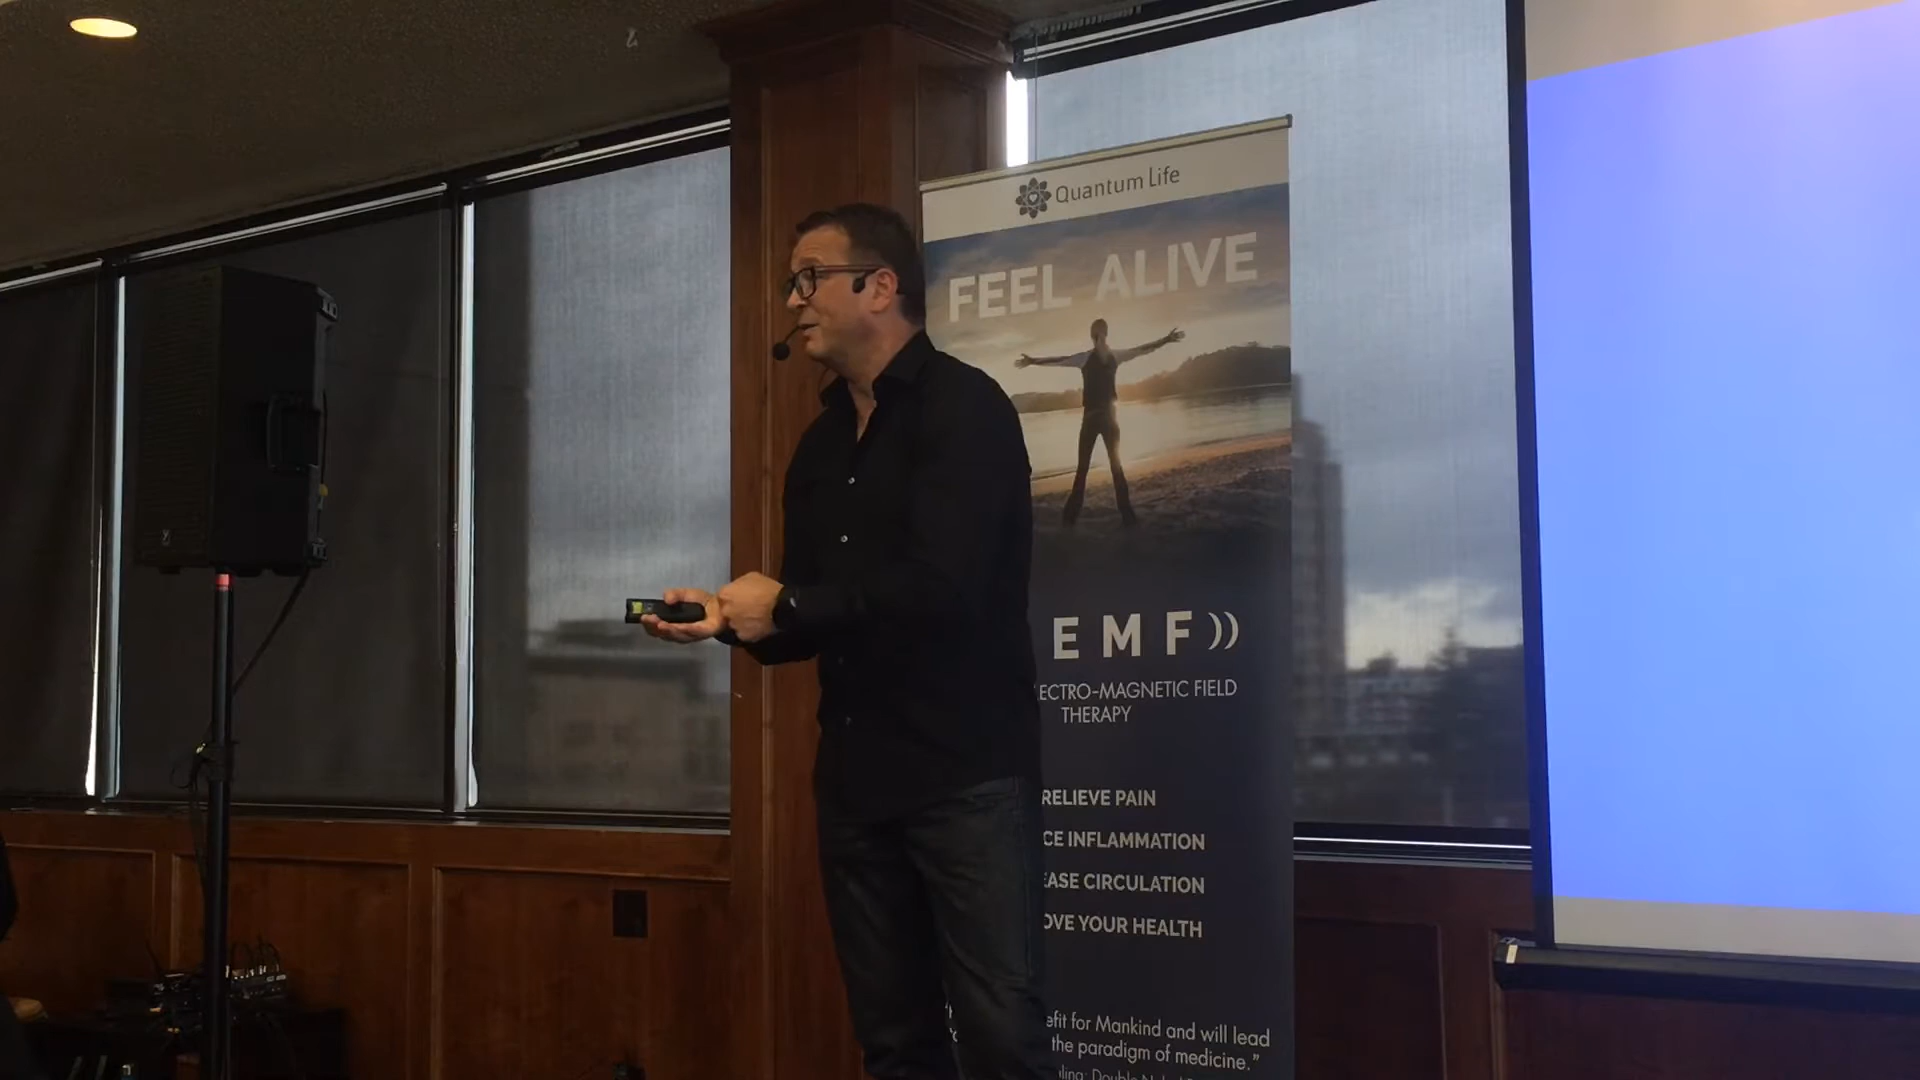 Quantum Life
FEEL ALIVE
EMF
ECTRO-MAGNETIC FIELD
THERAPY
RELIEVE PAIN
CE INFLAMMATION
EASE CIRCULATION
OVE YOUR HEALTH
efit for Mankind and will lead
the paradigm of medicine."